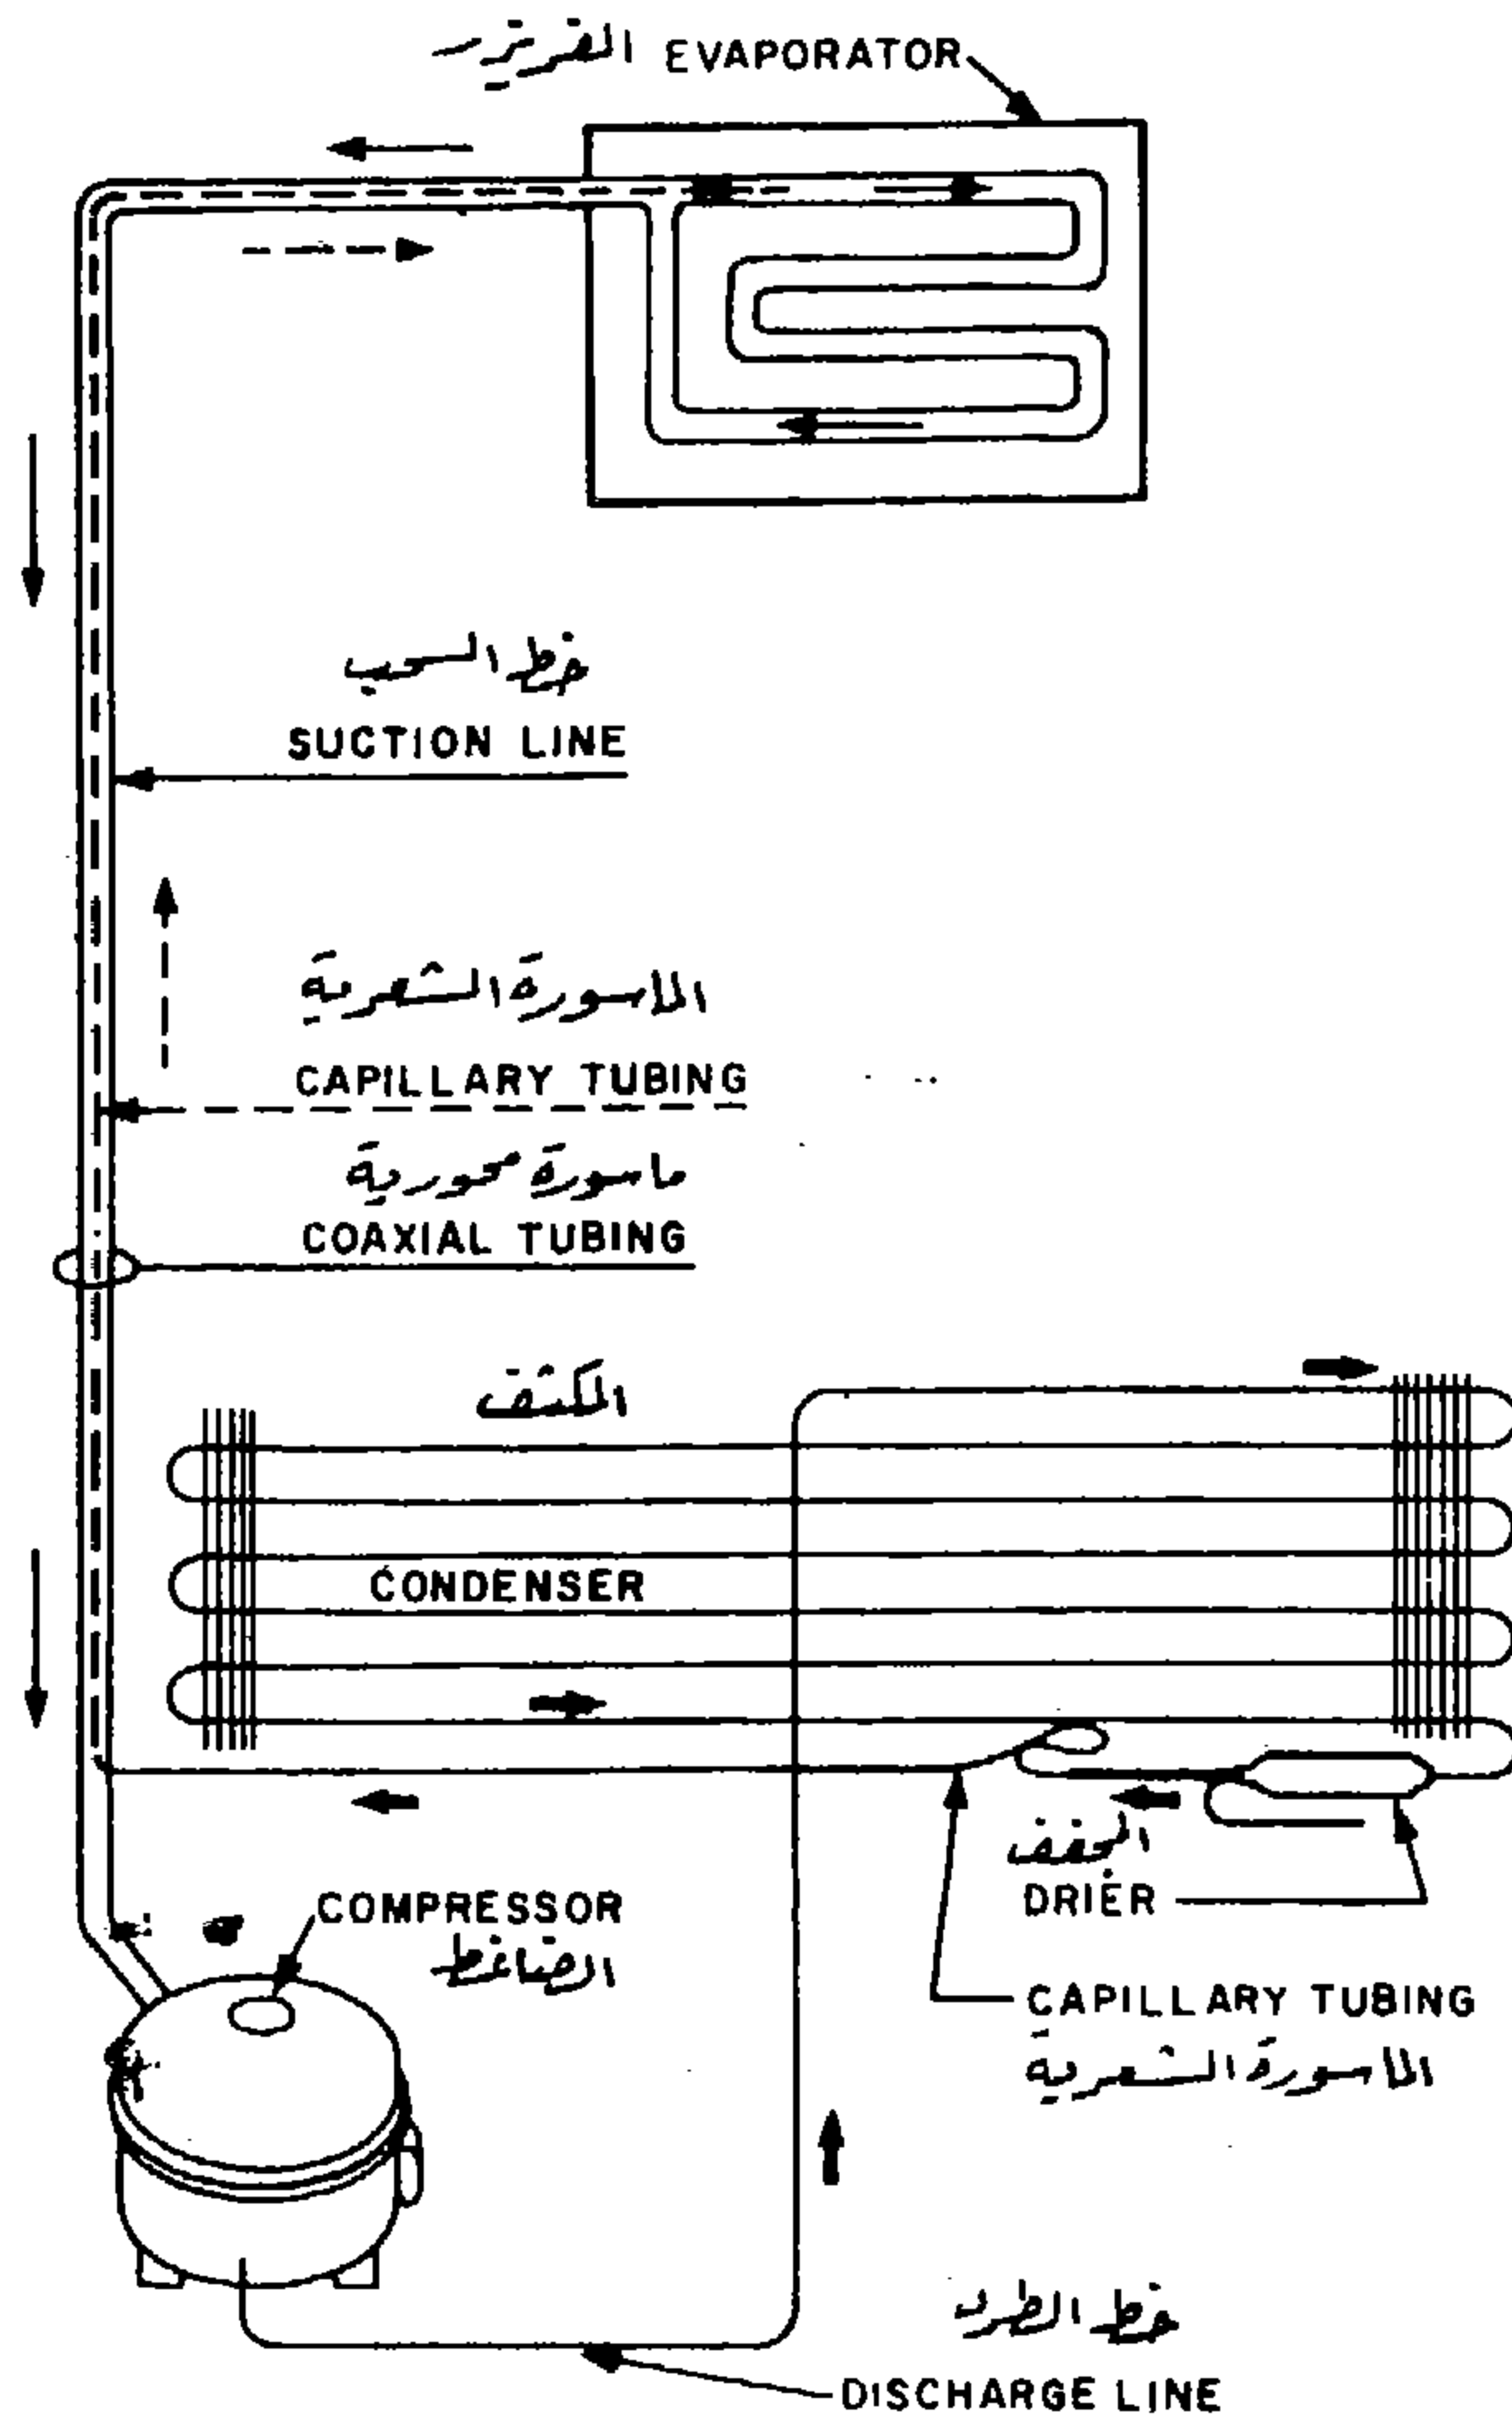 الفريزر EVAPORATOR
خط السحب
SUCTION LINE
الماسورة الشعرية
CAPILLARY TUBING
ماسورة محورية
COAXIAL TUBING
المكثف
CONDENSER
المجفف
DRIER
COMPRESSOR
الضاغط
CAPILLARY TUBING
الماسورة الشعرية
خط الطرد
DISCHARGE LINE